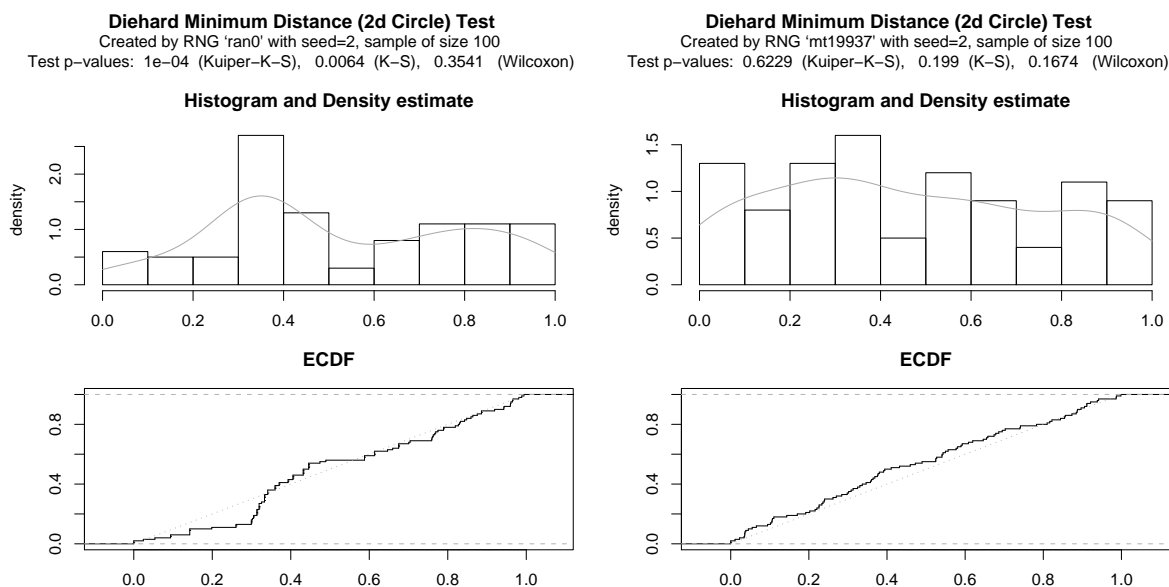 Diehard Minimum Distance (2d Circle) Test
Created by RNG ‘ran0’ with seed=2, sample of size 100
Test p−values: 1e−04 (Kuiper−K−S), 0.0064 (K−S), 0.3541 (Wilcoxon)
Histogram and Density estimate
density
0.0 1.0 2.0
0.0 0.2 0.4 0.6 0.8 1.0
ECDF
0.0 0.4 0.8
0.0 0.2 0.4 0.6 0.8 1.0
Diehard Minimum Distance (2d Circle) Test
Created by RNG ‘mt19937’ with seed=2, sample of size 100
Test p−values: 0.6229 (Kuiper−K−S), 0.199 (K−S), 0.1674 (Wilcoxon)
Histogram and Density estimate
density
0.0 0.5 1.0 1.5
0.0 0.2 0.4 0.6 0.8 1.0
ECDF
0.0 0.4 0.8
0.0 0.2 0.4 0.6 0.8 1.0